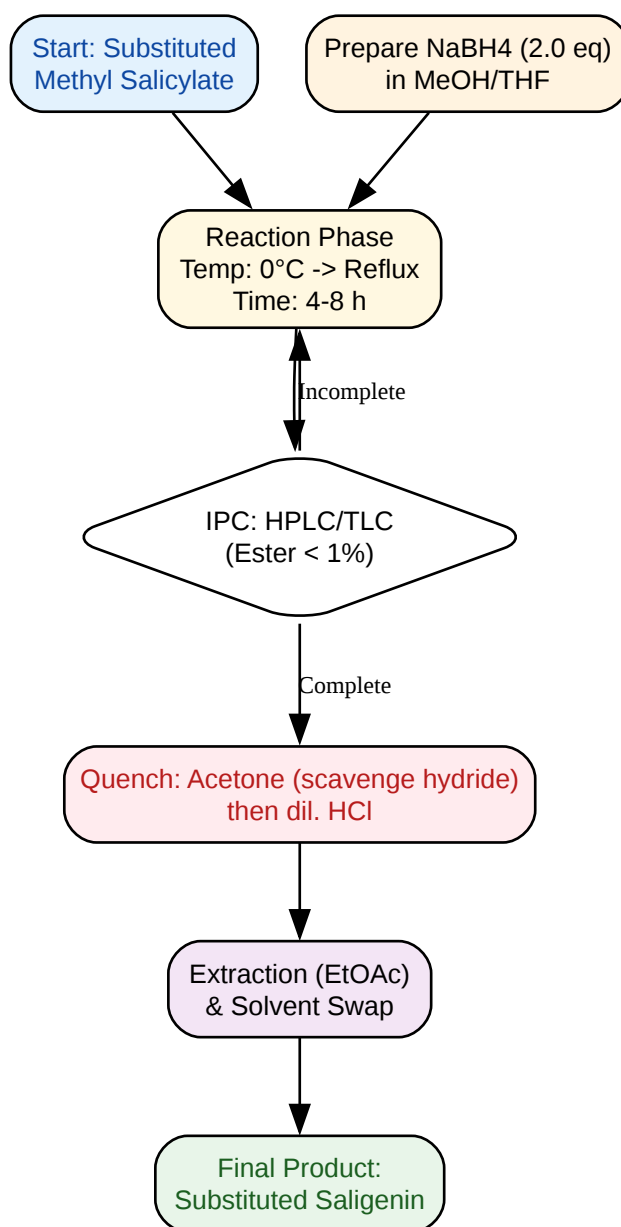 Start: Substituted
Methyl Salicylate
Prepare NaBH4 (2.0 eq)
in MeOH/THF
Reaction Phase
Temp: 0°C -> Reflux
Time: 4-8 h
Incomplete
IPC: HPLC/TLC
(Ester < 1%)
Complete
Quench: Acetone (scavenge hydride)
then dil. HCl
Extraction (EtOAc)
& Solvent Swap
Final Product:
Substituted Saligenin